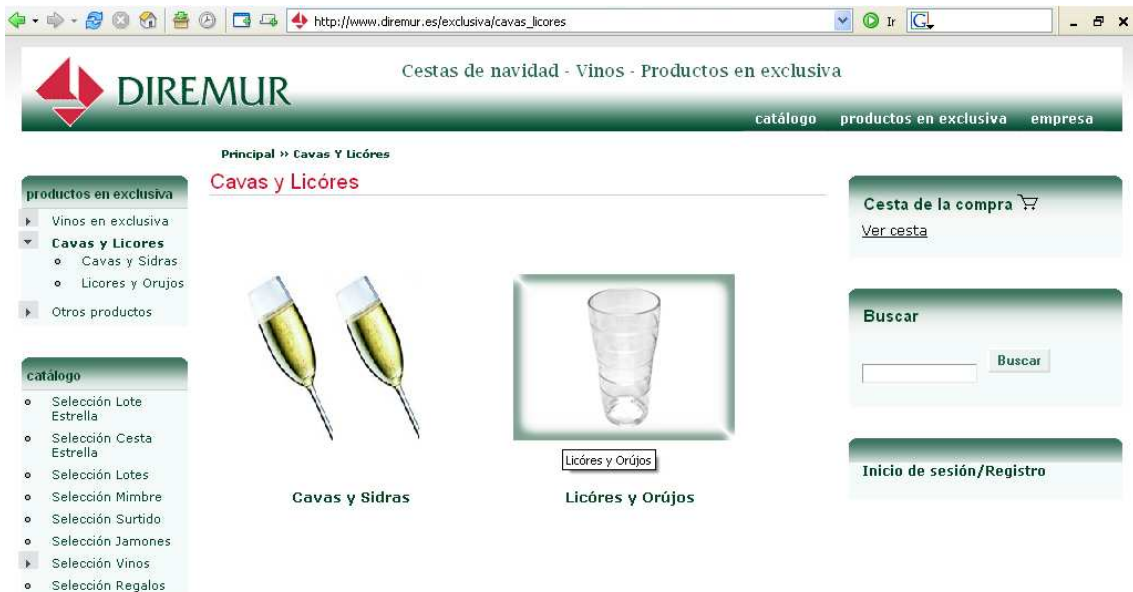 http://www.diremur.es/exclusiva/cavas_licores
Ir
G
DIREMUR
Cestas de navidad - Vinos - Productos en exclusiva
catálogo productos en exclusiva empresa
Principal » Cavas Y Licóres
productos en exclusiva
Vinos en exclusiva
Cavas y Licores
Cavas y Sidras
Licores y Orujos
Otros productos
catálogo
Selección Lote
Estrella
Selección Cesta
Estrella
Selección Lotes
Selección Mimbre
Selección Surtido
Selección Jamones
Selección Vinos
Selección Regalos
Cavas y Licóres
Licóres y Orújos
Cavas y Sidras
Licóres y Orújos
Cesta de la compra
Ver cesta
Buscar
Buscar
Inicio de sesión/Registro